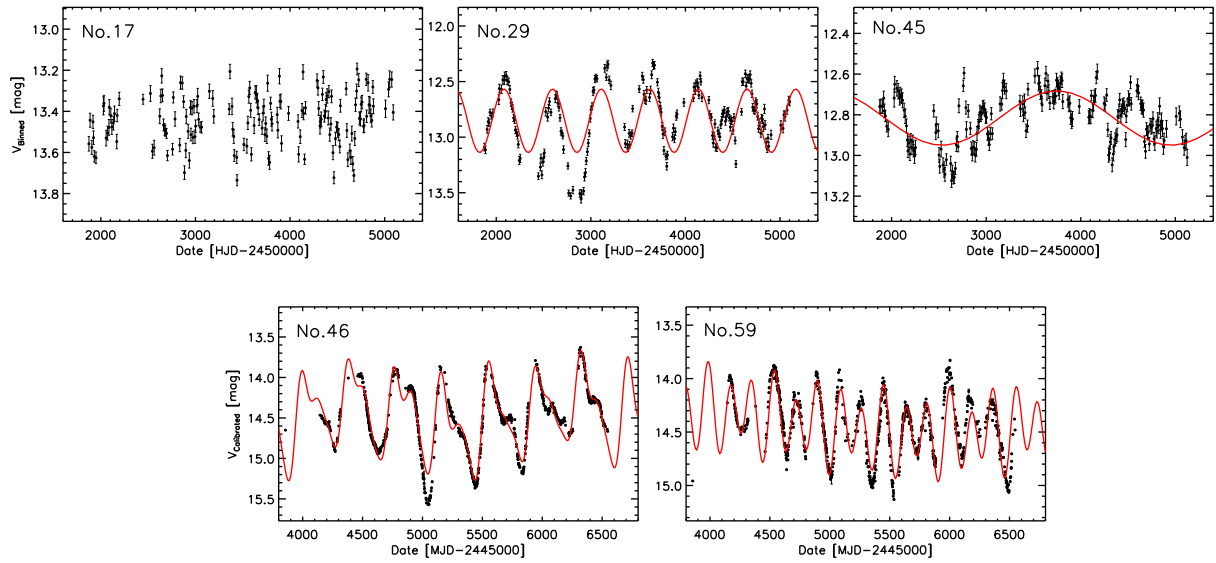 No.17
V_Binned [mag]
13.0
13.2
13.4
13.6
13.8
2000 3000 4000 5000
Date [HJD−2450000]
No.29
12.0
12.5
13.0
13.5
2000 3000 4000 5000
Date [HJD−2450000]
No.45
12.4
12.6
12.8
13.0
13.2
2000 3000 4000 5000
Date [HJD−2450000]
No.46
V_Calibrated [mag]
13.5
14.0
14.5
15.0
15.5
4000 4500 5000 5500 6000 6500
Date [MJD−2445000]
No.59
13.5
14.0
14.5
15.0
4000 4500 5000 5500 6000 6500
Date [MJD−2445000]